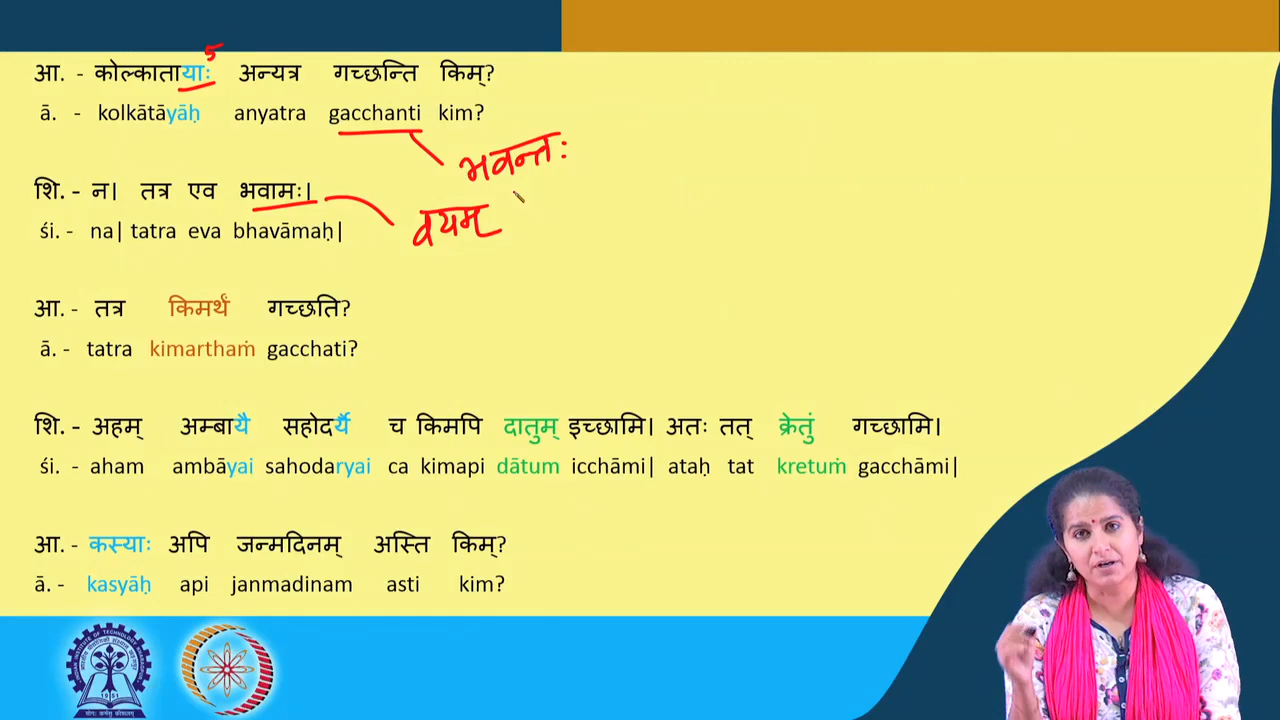 आ. - कोल्कातायाः 5 अन्यत्र गच्छन्ति किम्?
ā. - kolkātāyāḥ anyatra gacchanti kim?
भवन्तः
शि. - न। तत्र एव भवामः।
वयम्
śi. - na| tatra eva bhavāmaḥ|
आ. - तत्र किमर्थं गच्छति?
ā. - tatra kimarthaṁ gacchati?
शि. - अहम् अम्बायै सहोदर्यै च किमपि दातुम् इच्छामि। अतः तत् क्रेतुं गच्छामि।
śi. - aham ambāyai sahodaryai ca kimapi dātum icchāmi| ataḥ tat kretuṁ gacchāmi|
आ. - कस्याः अपि जन्मदिनम् अस्ति किम्?
ā. - kasyāḥ api janmadinam asti kim?